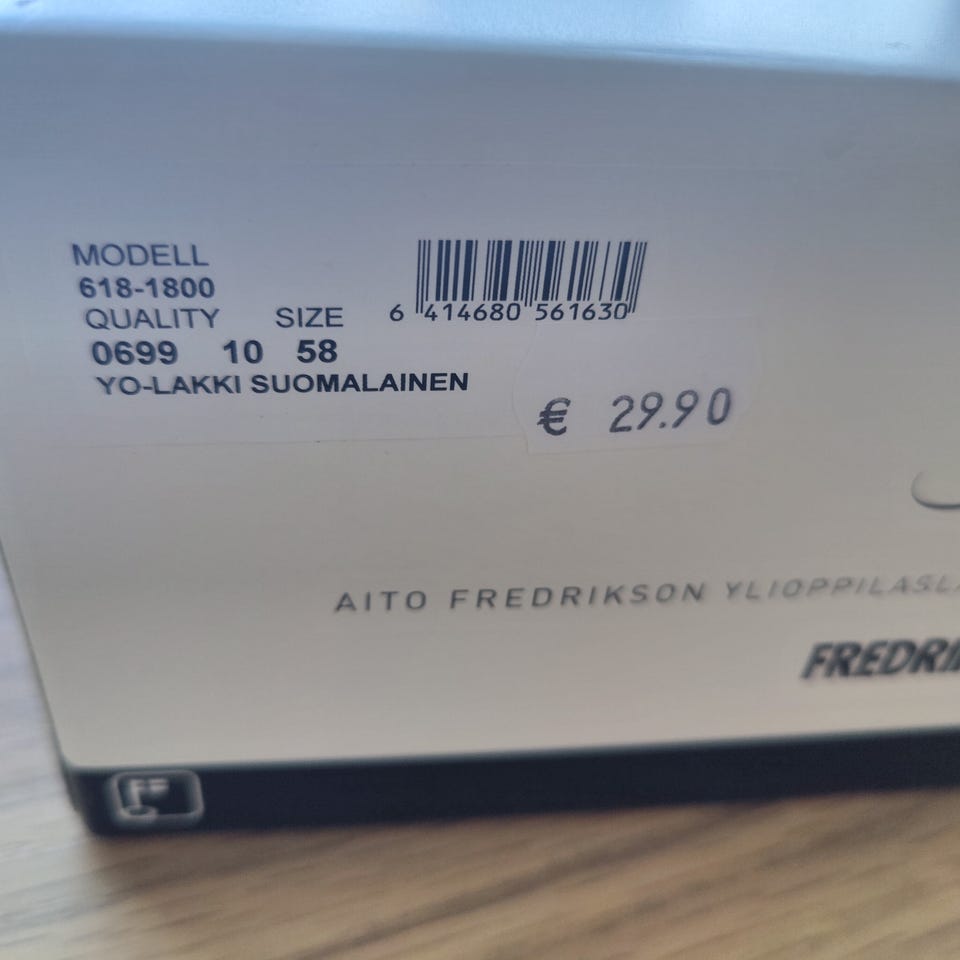 MODELL
618-1800
QUALITY SIZE
0699 10 58
YO-LAKKI SUOMALAINEN
6 414680 561630
€ 29.90
AITO FREDRIKSON